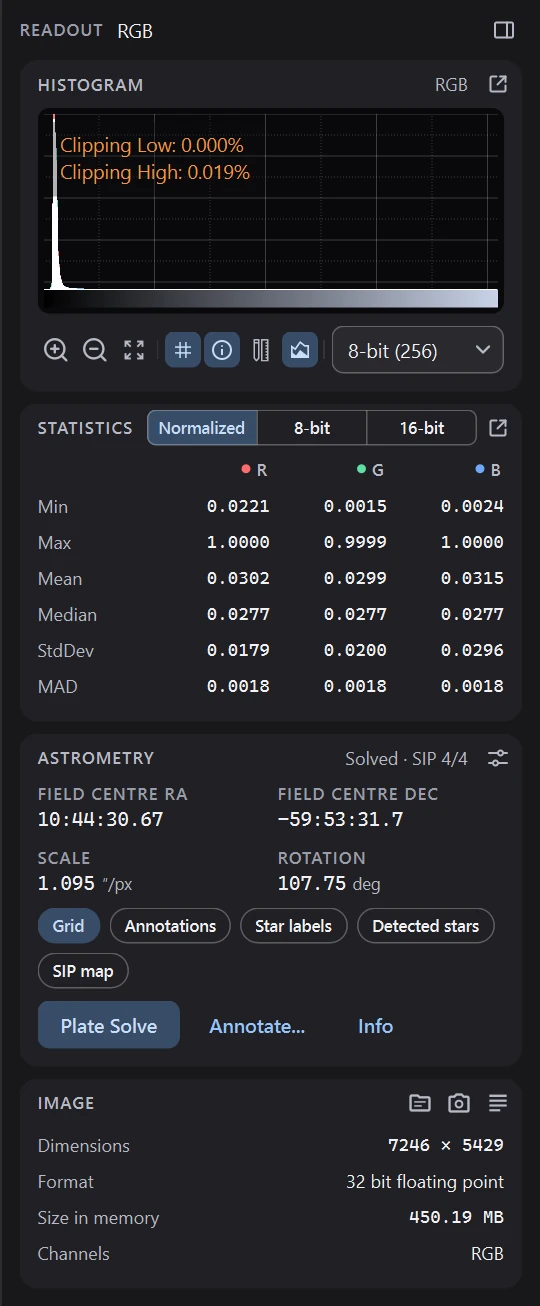 READOUT RGB
HISTOGRAM RGB
Clipping Low: 0.000%
Clipping High: 0.019%
8-bit (256)
STATISTICS Normalized 8-bit 16-bit
R G B
Min 0.0221 0.0015 0.0024
Max 1.0000 0.9999 1.0000
Mean 0.0302 0.0299 0.0315
Median 0.0277 0.0277 0.0277
StdDev 0.0179 0.0200 0.0296
MAD 0.0018 0.0018 0.0018
ASTROMETRY Solved · SIP 4/4
FIELD CENTRE RA FIELD CENTRE DEC
10:44:30.67 −59:53:31.7
SCALE ROTATION
1.095 ″/px 107.75 deg
Grid Annotations Star labels Detected stars
SIP map
Plate Solve Annotate... Info
IMAGE
Dimensions 7246 × 5429
Format 32 bit floating point
Size in memory 450.19 MB
Channels RGB